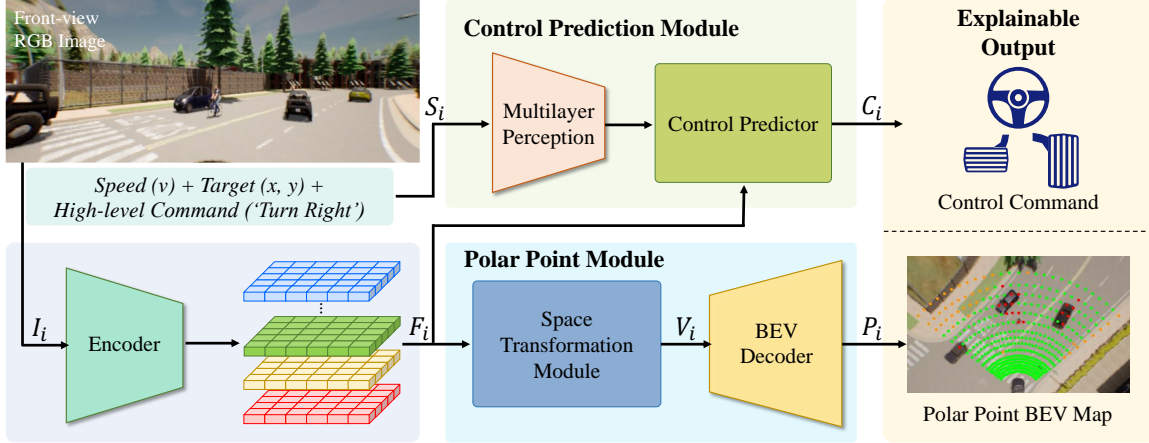 Front-view
RGB Image
Speed (v) + Target (x, y) +
High-level Command (‘Turn Right’)
S_i
Control Prediction Module
Multilayer
Perception
Control Predictor
C_i
Explainable
Output
Control Command
I_i
Encoder
F_i
Polar Point Module
Space
Transformation
Module
V_i
BEV
Decoder
P_i
Polar Point BEV Map